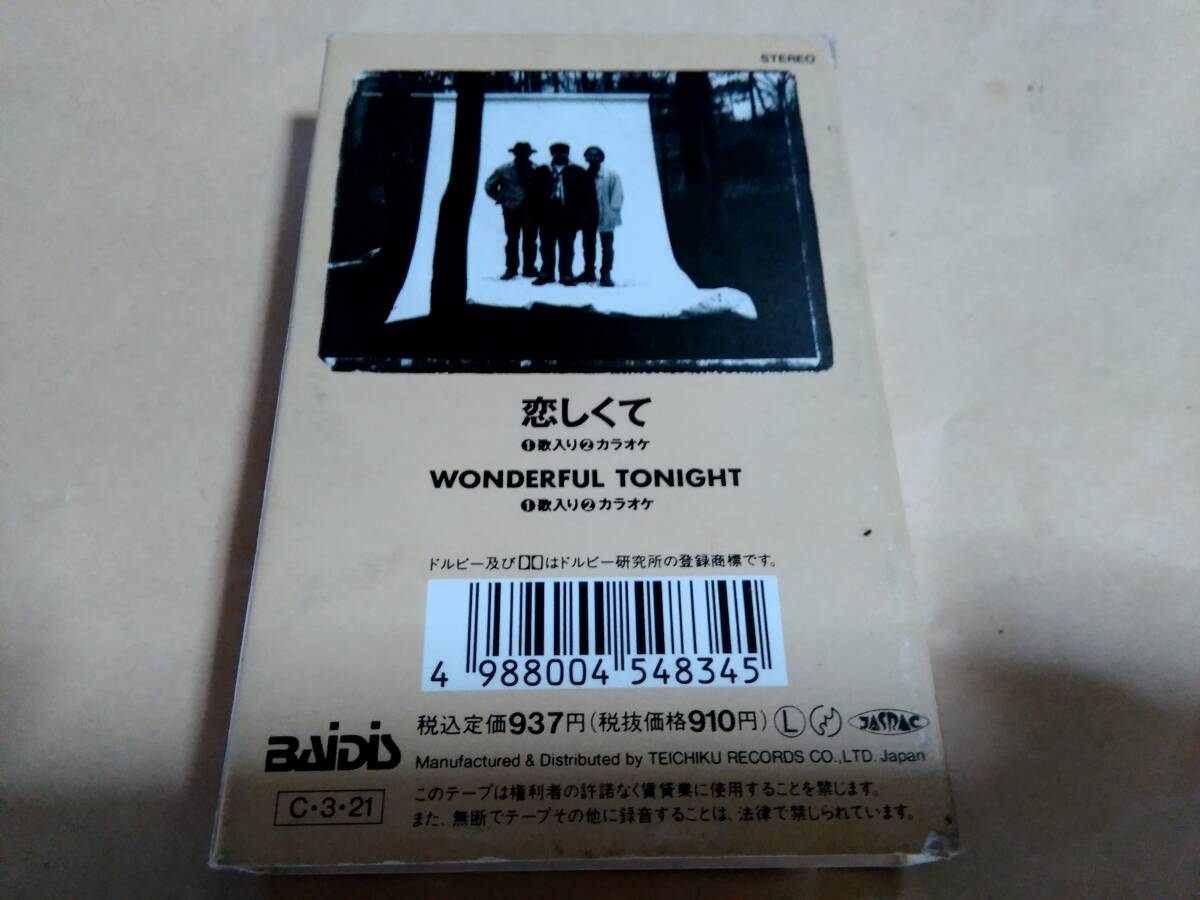 STEREO
恋しくて
❶歌入り❷カラオケ
WONDERFUL TONIGHT
❶歌入り❷カラオケ
ドルビー及びはドルビー研究所の登録商標です。
4 988004 548345
税込定価937円(税抜価格910円) Ⓛ JASRAC
BAiDiS
Manufactured & Distributed by TEICHIKU RECORDS CO.,LTD. Japan
C・3・21
このテープは権利者の許諾なく賃貸業に使用することを禁じます。
また、無断でテープその他に録音することは、法律で禁じられています。